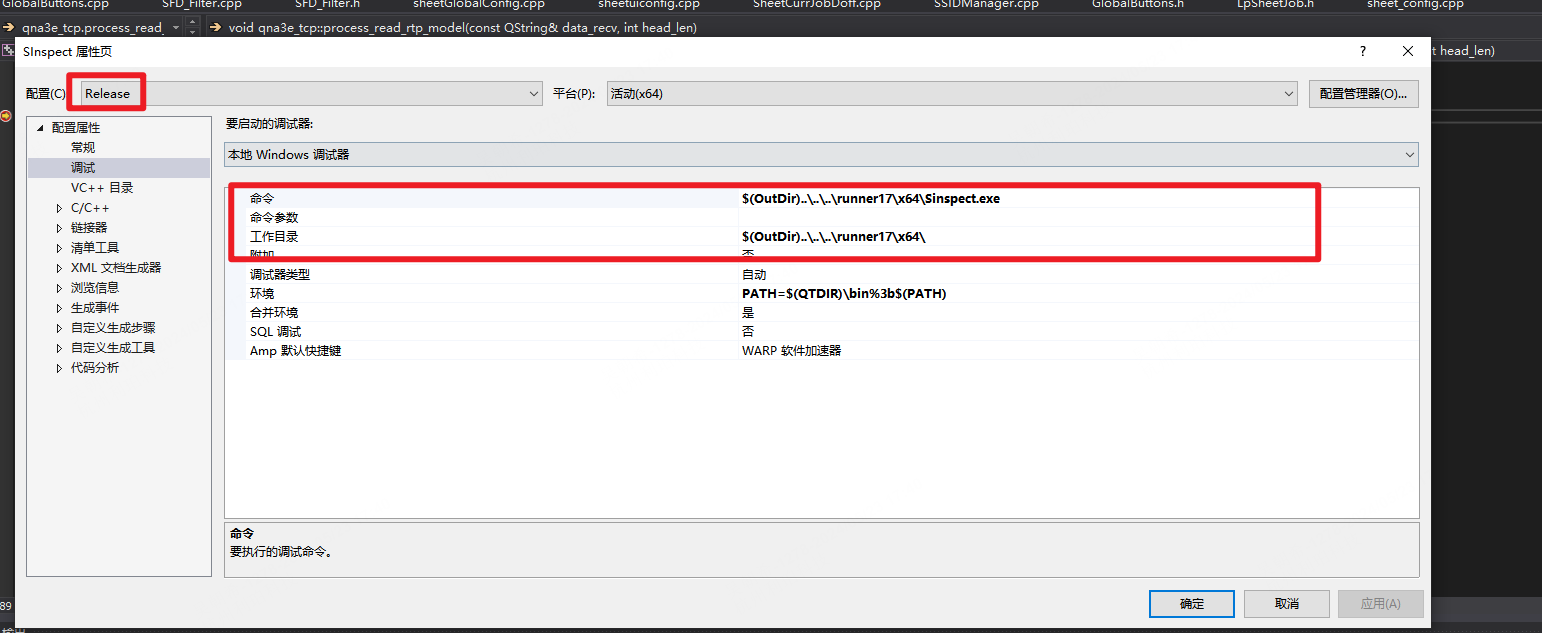 GlobalButtons.cpp SFD_Filter.cpp SFD_Filter.h sheetGlobalConfig.cpp sheetuiconfig.cpp SheetCurrJobDoff.cpp SSIDManager.cpp GlobalButtons.h LpSheetJob.h sheet_config.cpp
qna3e_tcp.process_read_ void qna3e_tcp::process_read_rtp_model(const QString& data_recv, int head_len)
SInspect 属性页 ? t head_len)
配置(C) Release 平台(P): 活动(x64) 配置管理器(O)...
配置属性
常规
调试
VC++ 目录
C/C++
链接器
清单工具
XML 文档生成器
浏览信息
生成事件
自定义生成步骤
自定义生成工具
代码分析
要启动的调试器:
本地 Windows 调试器
命令 $(OutDir)..\..\..\runner17\x64\Sinspect.exe
命令参数
工作目录 $(OutDir)..\..\..\runner17\x64\
附加 否
调试器类型 自动
环境 PATH=$(QTDIR)\bin%3b$(PATH)
合并环境 是
SQL 调试 否
Amp 默认快捷键 WARP 软件加速器
命令
要执行的调试命令。
确定 取消 应用(A)
89